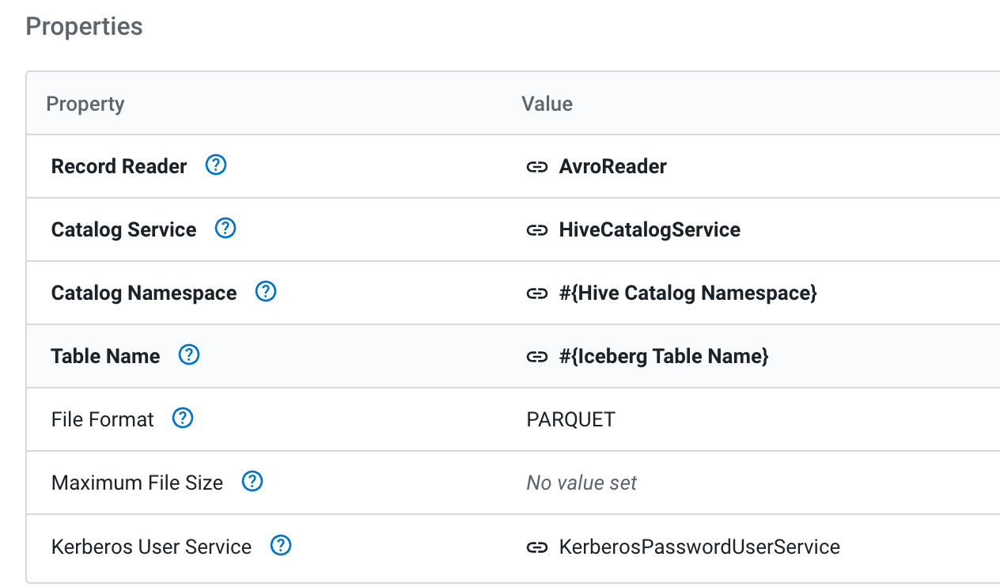 Properties
Property Value
Record Reader ? AvroReader
Catalog Service ? HiveCatalogService
Catalog Namespace ? #{Hive Catalog Namespace}
Table Name ? #{Iceberg Table Name}
File Format ? PARQUET
Maximum File Size ? No value set
Kerberos User Service ? KerberosPasswordUserService